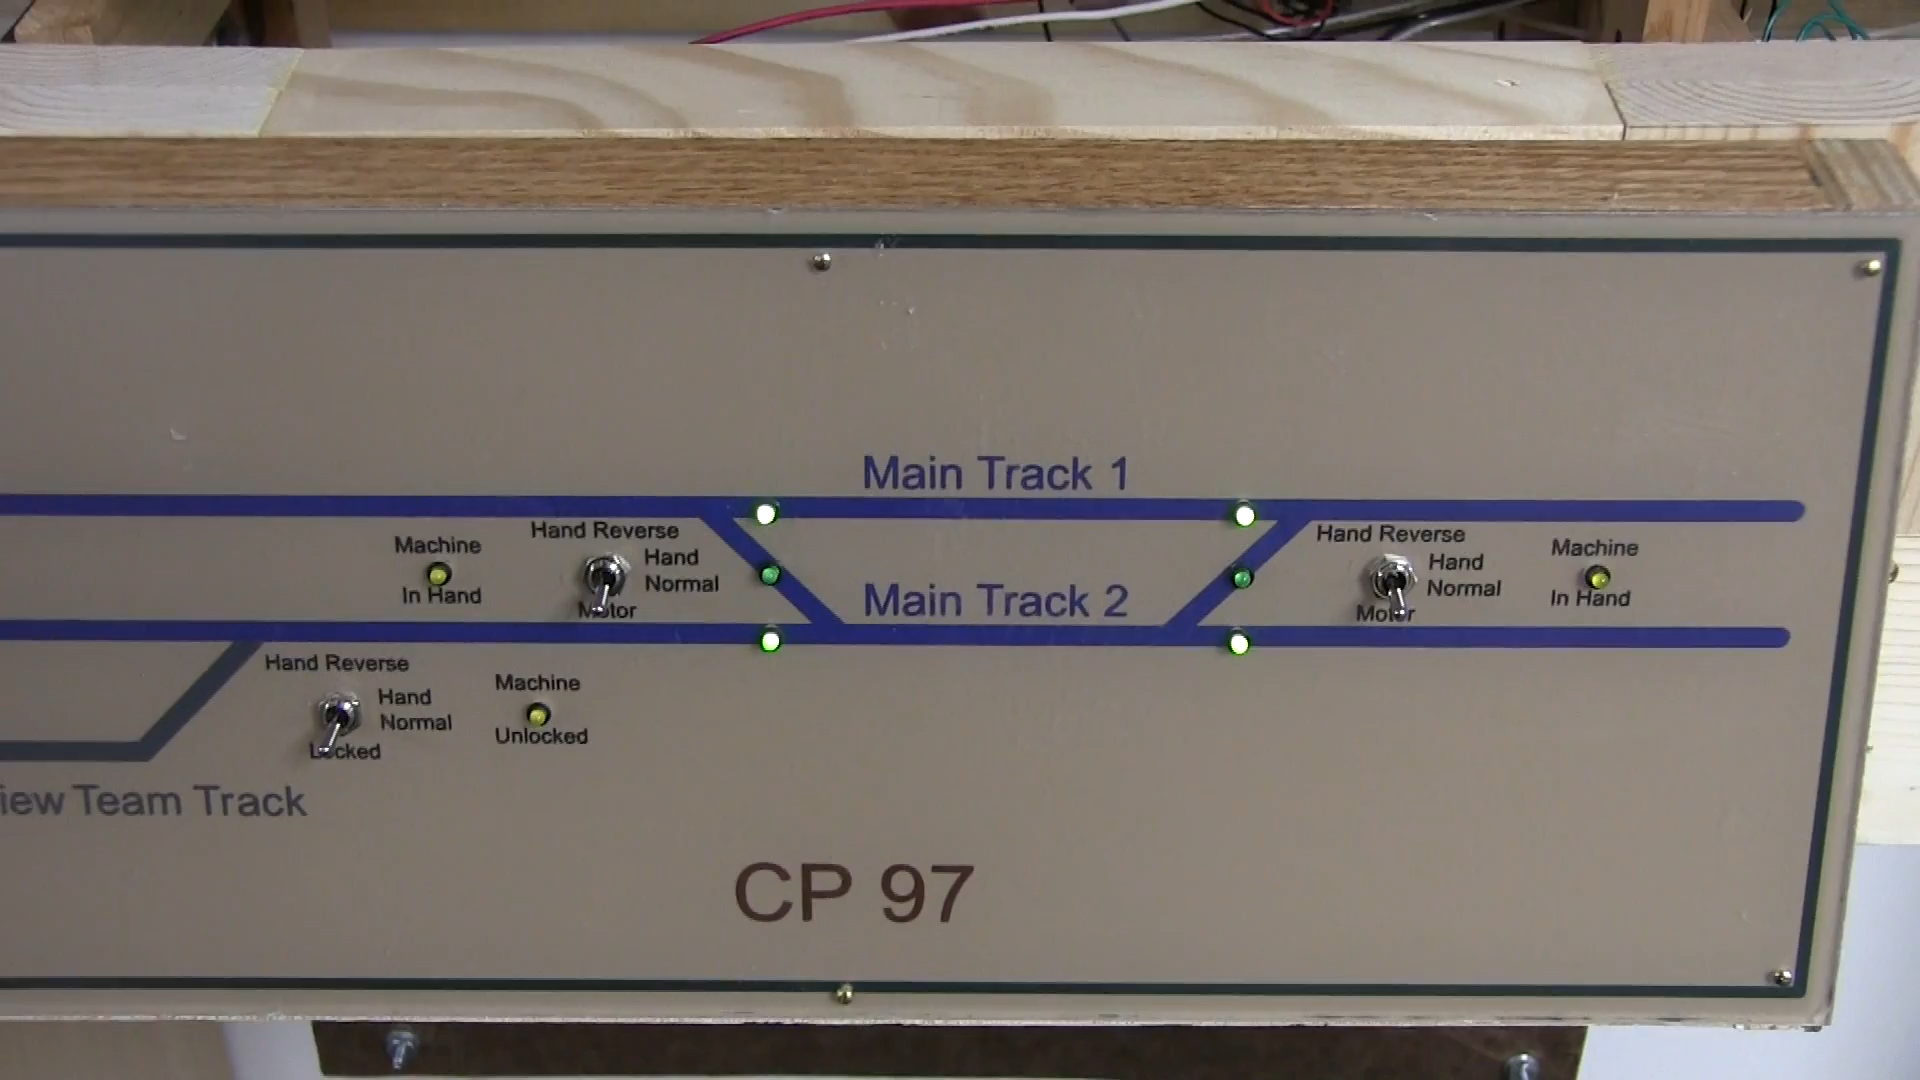 Main Track 1
Hand Reverse
Machine
Hand
Normal
In Hand
Motor
Hand Reverse
Hand
Normal
Motor
Machine
In Hand
Main Track 2
Hand Reverse
Hand
Normal
Locked
Machine
Unlocked
iew Team Track
CP 97